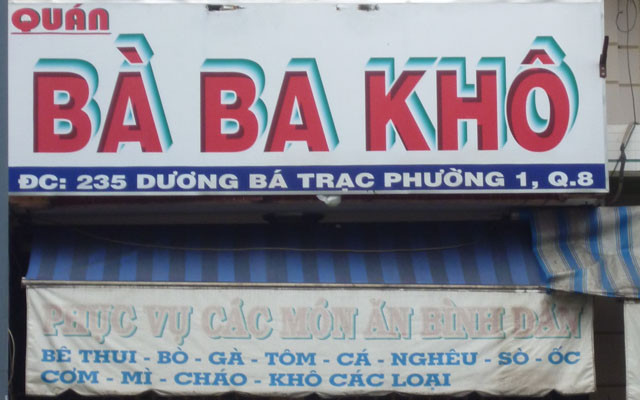 QUÁN
BÀ BA KHÔ
ĐC: 235 DƯƠNG BÁ TRẠC PHƯỜNG 1, Q.8
PHỤC VỤ CÁC MÓN ĂN BÌNH DÂN
BÊ THUI - BÒ - GÀ - TÔM - CÁ - NGHÊU - SÒ - ỐC
CƠM - MÌ - CHÁO - KHÔ CÁC LOẠI